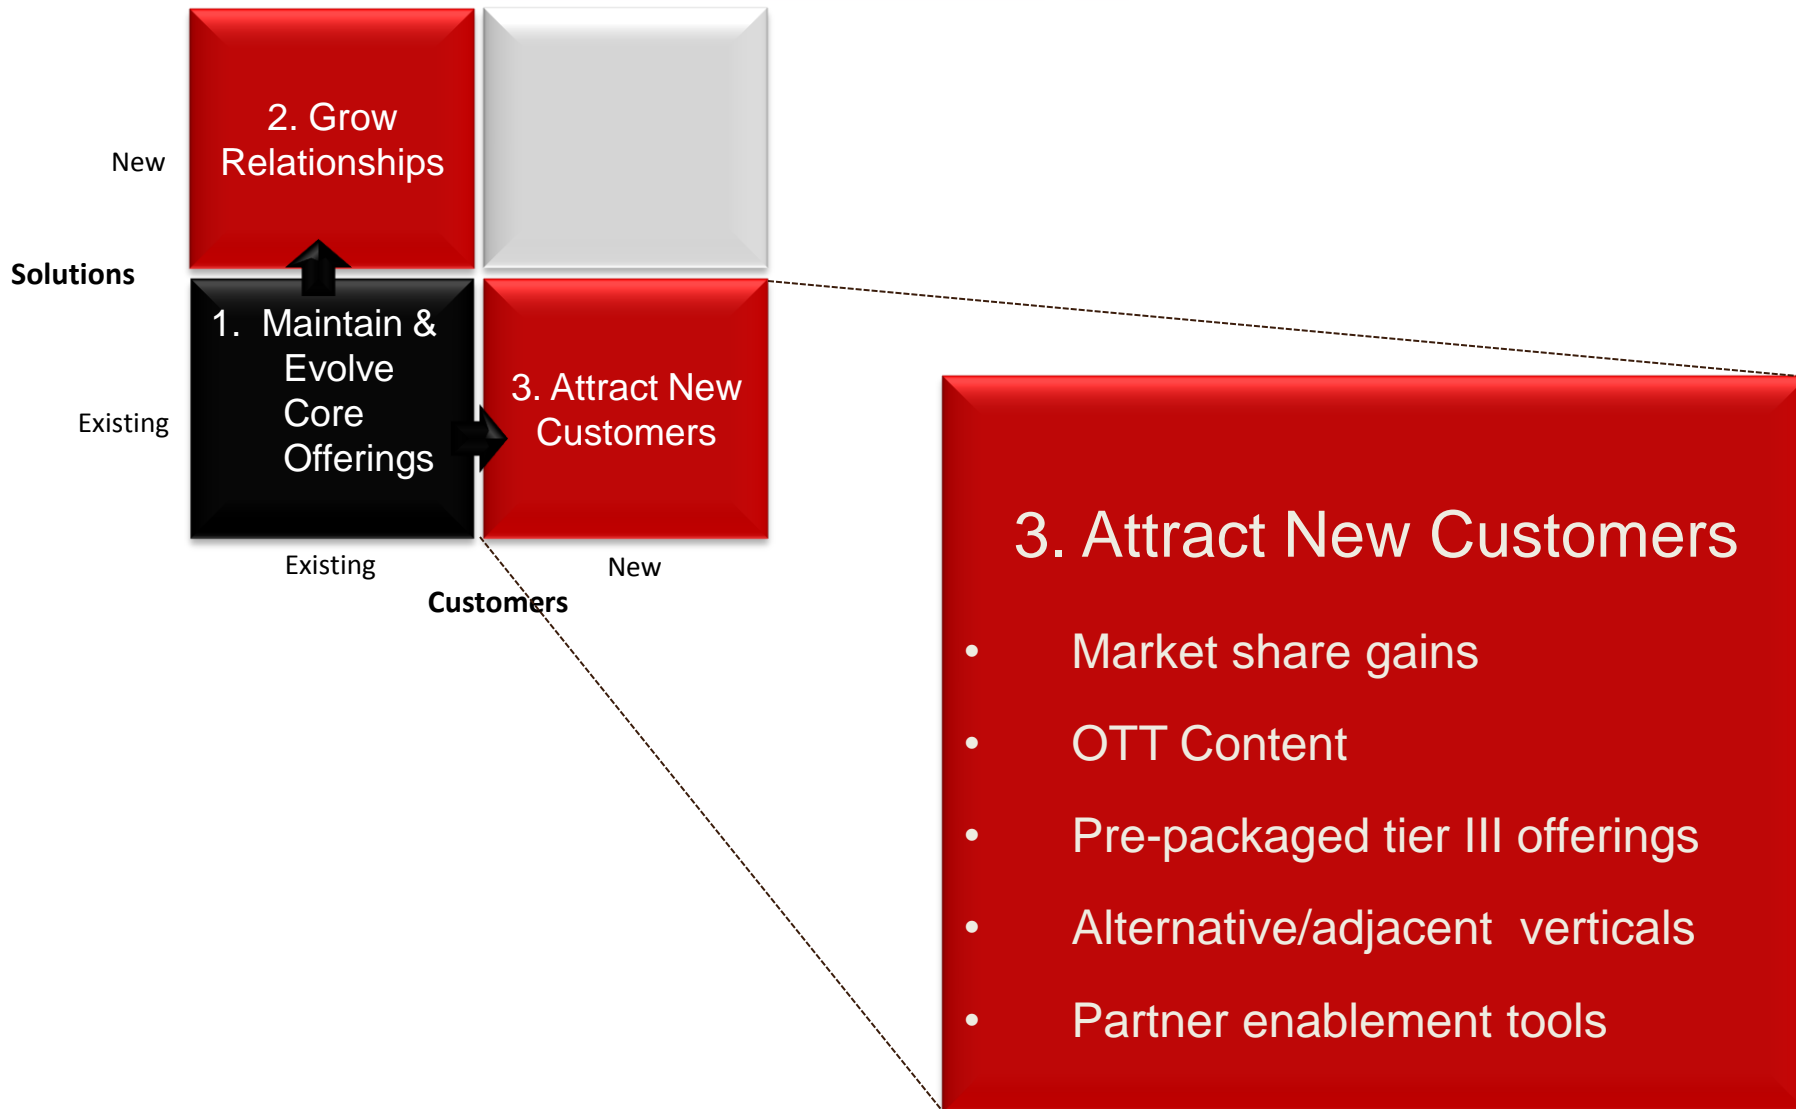 2. Grow
Relationships
New
Solutions
1. Maintain &
Evolve
Core
Offerings
3. Attract New
Customers
Existing
Existing
New
Customers
3. Attract New Customers
• Market share gains
• OTT Content
• Pre-packaged tier III offerings
• Alternative/adjacent verticals
• Partner enablement tools